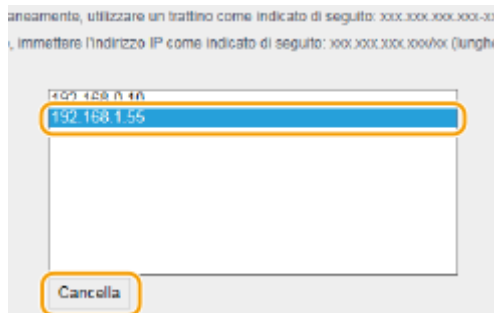 aneamente, utilizzare un trattino come indicato di seguito: xxx.xxx.xxx.xxx-x
, immettere l'indirizzo IP come indicato di seguito: xxx.xxx.xxx.xxx/xx (lunghe
192.168.0.10
192.168.1.55
Cancella